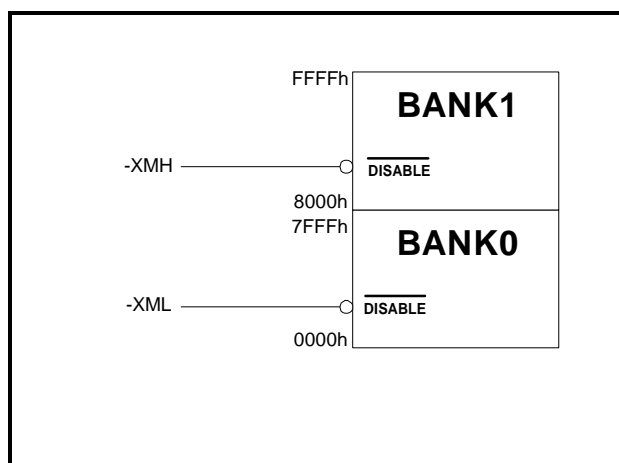 FFFFh
BANK1
-XMH
DISABLE
8000h
7FFFh
BANK0
-XML
DISABLE
0000h